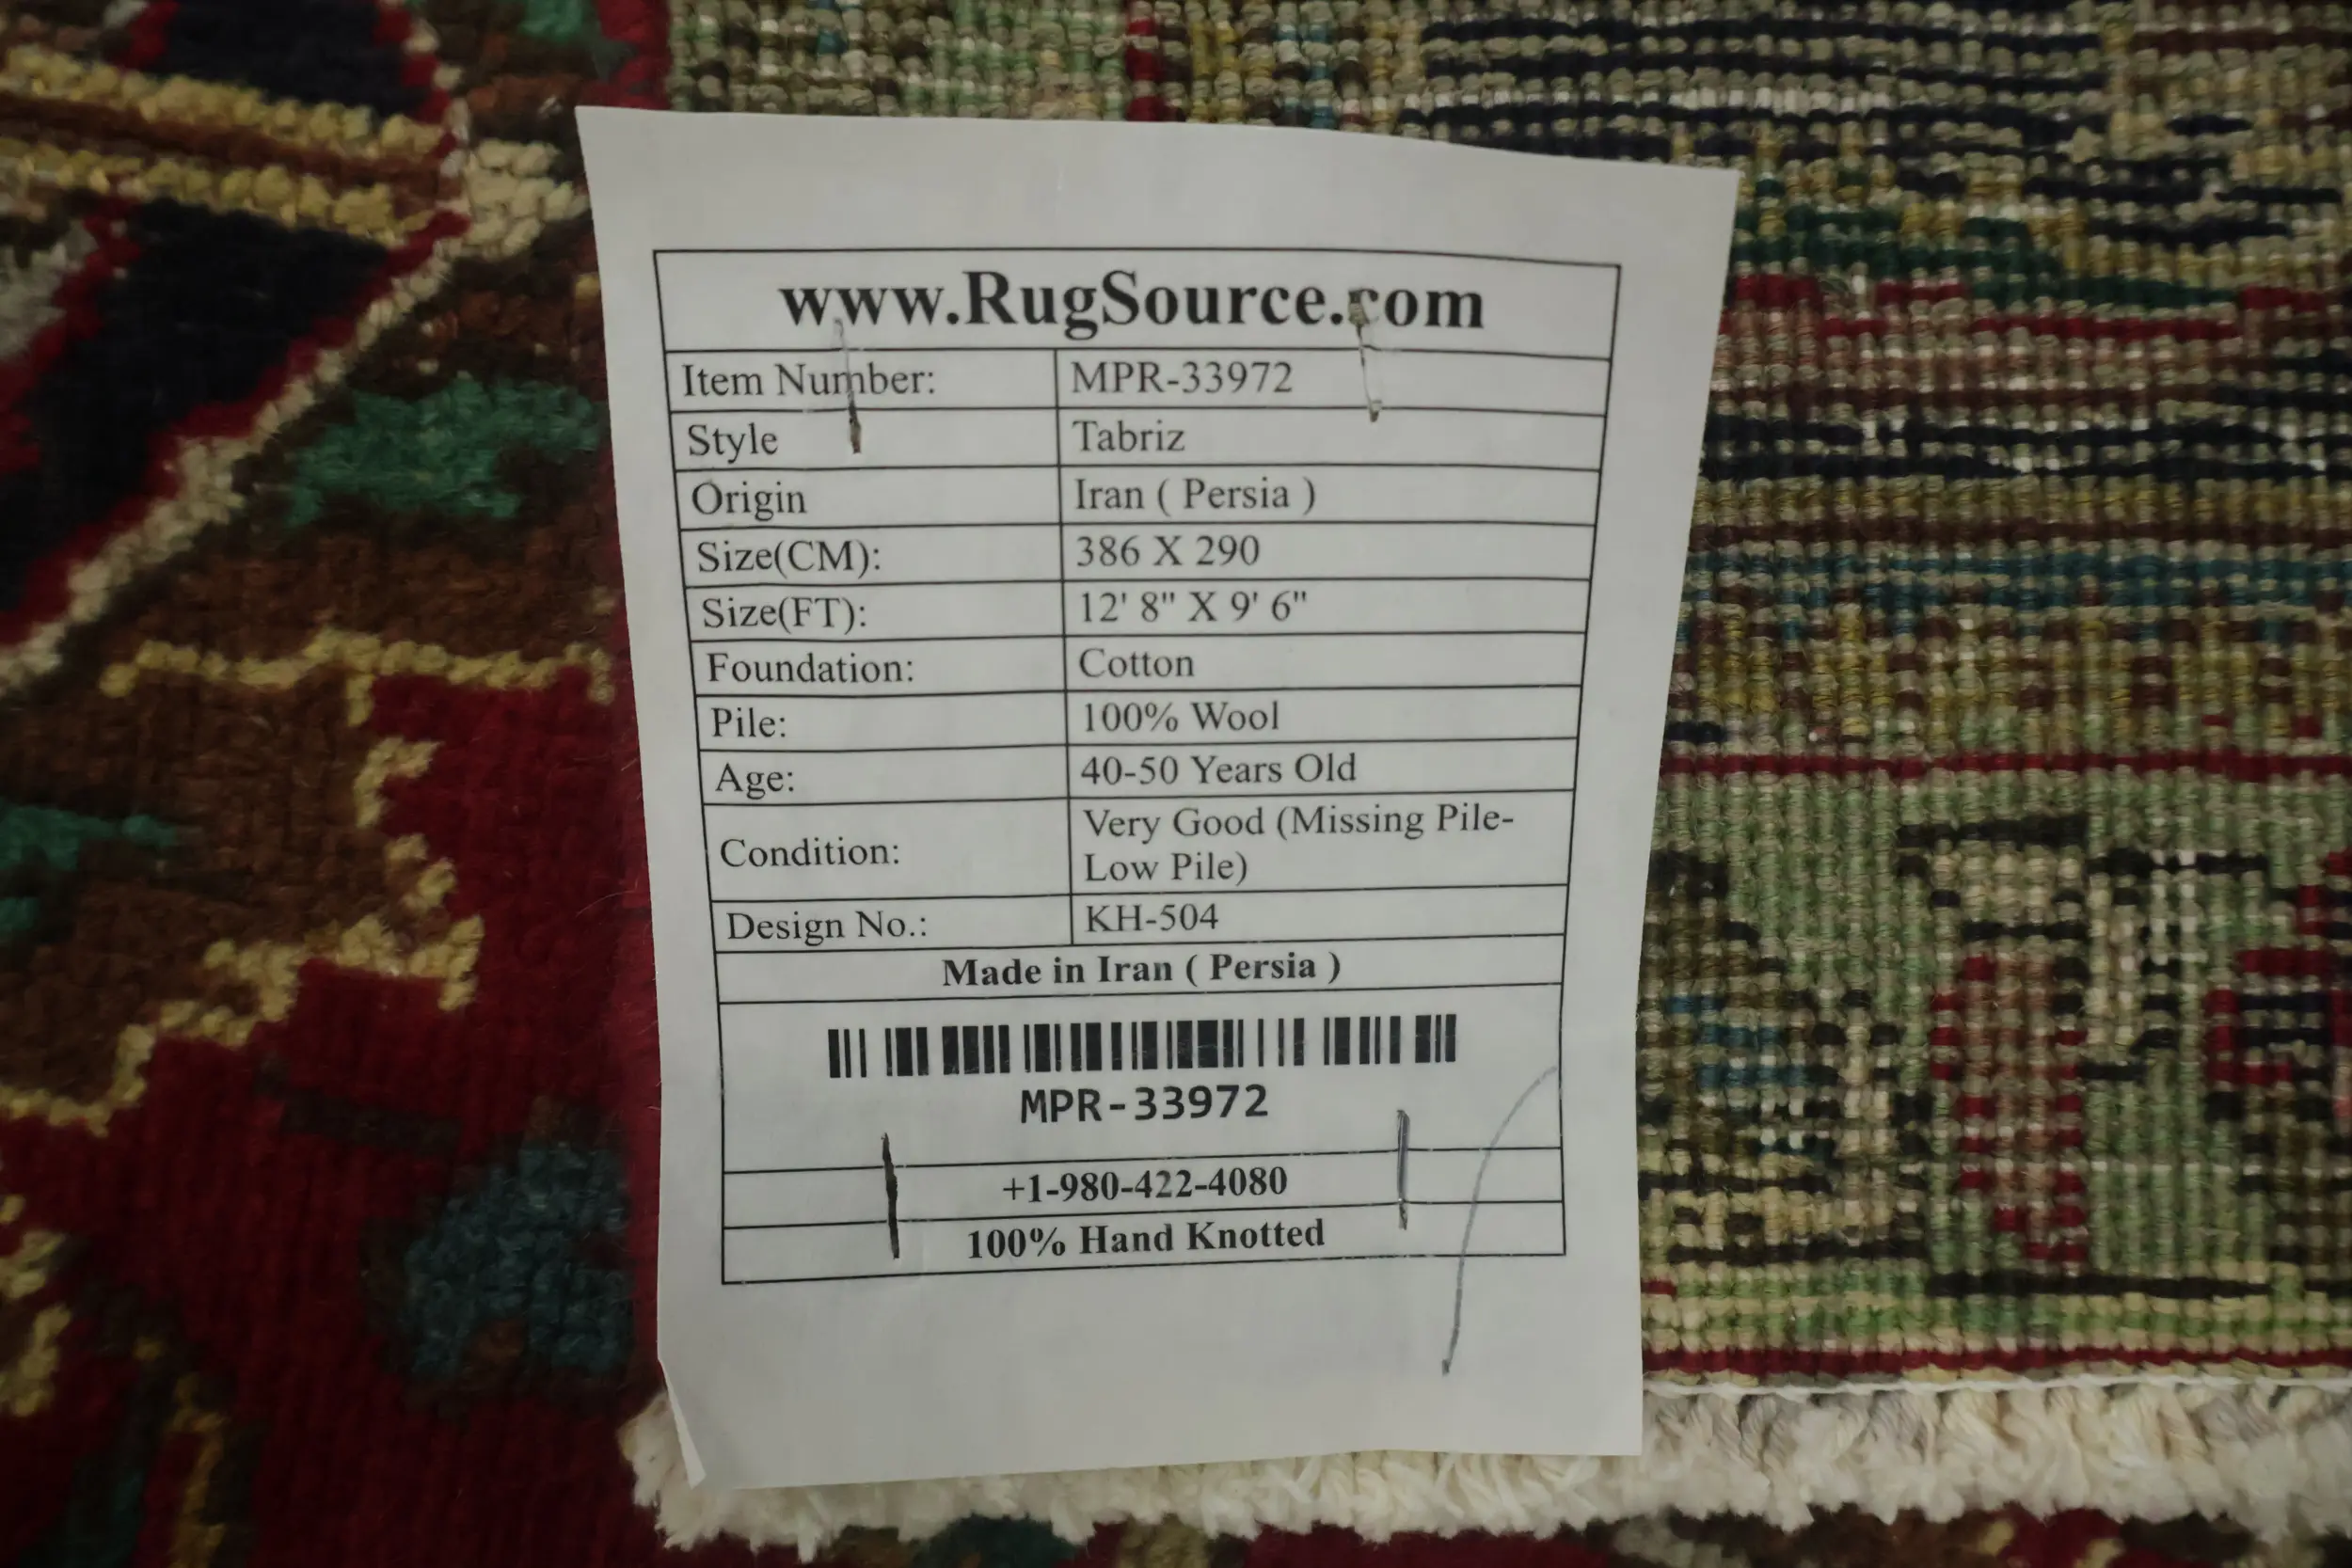 www.RugSource.com
Item Number: MPR-33972
Style Tabriz
Origin Iran ( Persia )
Size(CM): 386 X 290
Size(FT): 12' 8" X 9' 6"
Foundation: Cotton
Pile: 100% Wool
Age: 40-50 Years Old
Condition: Very Good (Missing Pile-
Low Pile)
Design No.: KH-504
Made in Iran ( Persia )
MPR-33972
+1-980-422-4080
100% Hand Knotted